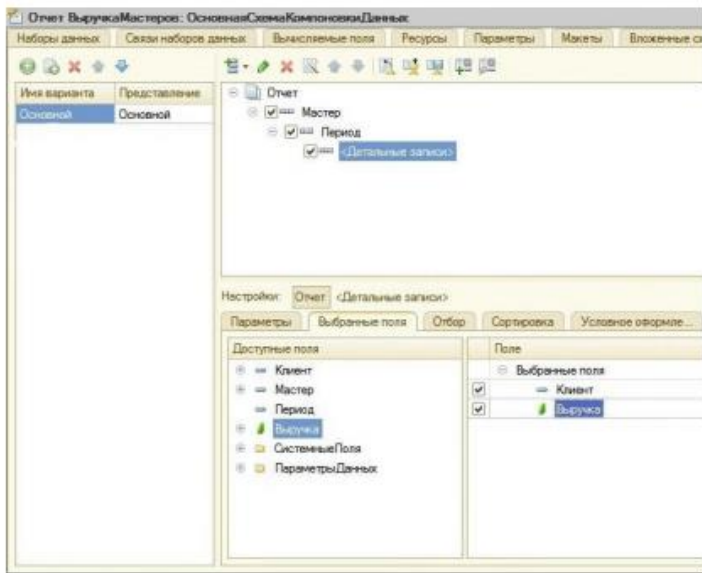 Отчет ВыручкаМастеров: ОсновнаяСхемаКомпоновкиДанных
Наборы данных Связи наборов данных Вычисляемые поля Ресурсы Параметры Макеты Вложенные сх
Имя варианта Представление
Основной Основной
Отчет
Мастер
Период
<Детальные записи>
Настройки: Отчет <Детальные записи>
Параметры Выбранные поля Отбор Сортировка Условное оформле...
Доступные поля
Клиент
Мастер
Период
Выручка
СистемныеПоля
ПараметрыДанных
Поле
Выбранные поля
Клиент
Выручка